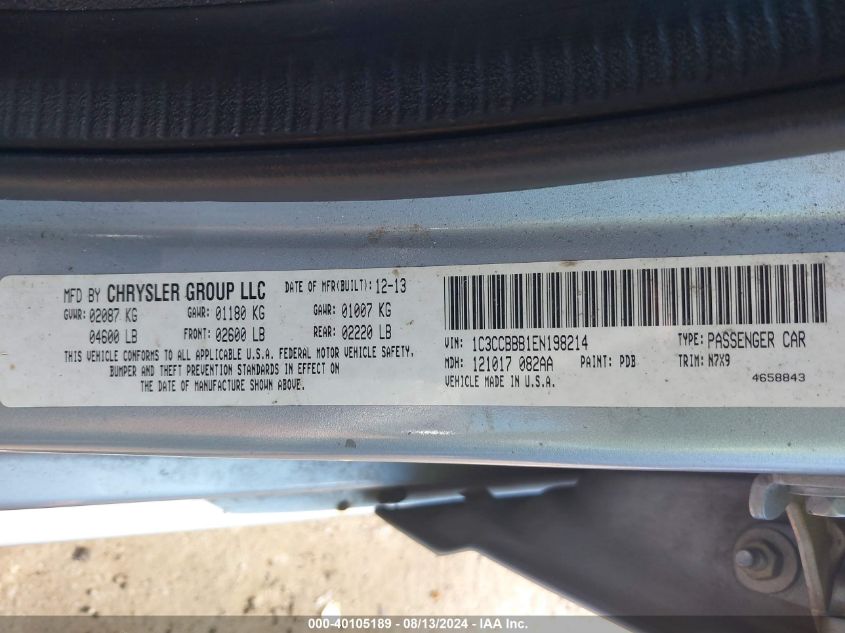 MFD BY CHRYSLER GROUP LLC DATE OF MFR(BUILT): 12-13
GVWR: 02087 KG GAWR: 01180 KG GAWR: 01007 KG
04600 LB FRONT: 02600 LB REAR: 02220 LB
THIS VEHICLE CONFORMS TO ALL APPLICABLE U.S.A. FEDERAL MOTOR VEHICLE SAFETY,
BUMPER AND THEFT PREVENTION STANDARDS IN EFFECT ON
THE DATE OF MANUFACTURE SHOWN ABOVE.
VIN: 1C3CCBBB1EN198214 TYPE: PASSENGER CAR
MDH: 121017 082AA PAINT: PDB TRIM: N7X9
VEHICLE MADE IN U.S.A. 4658843
000-40105189 - 08/13/2024 - IAA Inc.